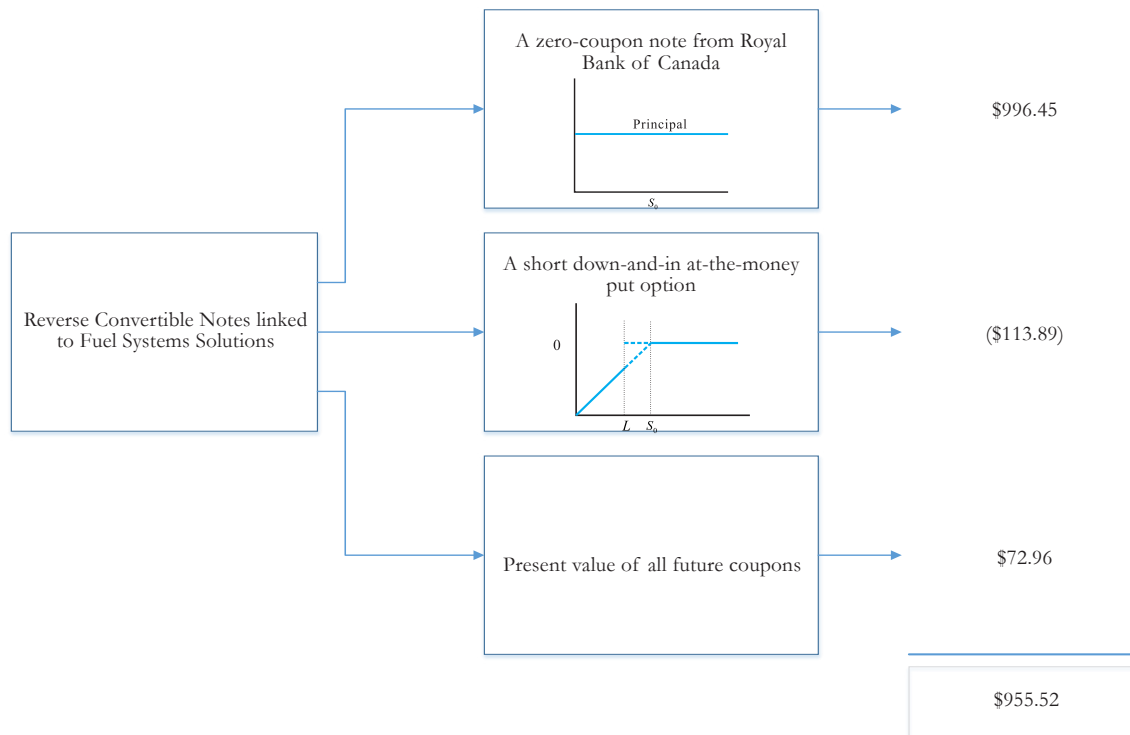 A zero-coupon note from Royal
Bank of Canada
Principal
S₀
$996.45
Reverse Convertible Notes linked
to Fuel Systems Solutions
A short down-and-in at-the-money
put option
0
L S₀
($113.89)
Present value of all future coupons
$72.96
$955.52